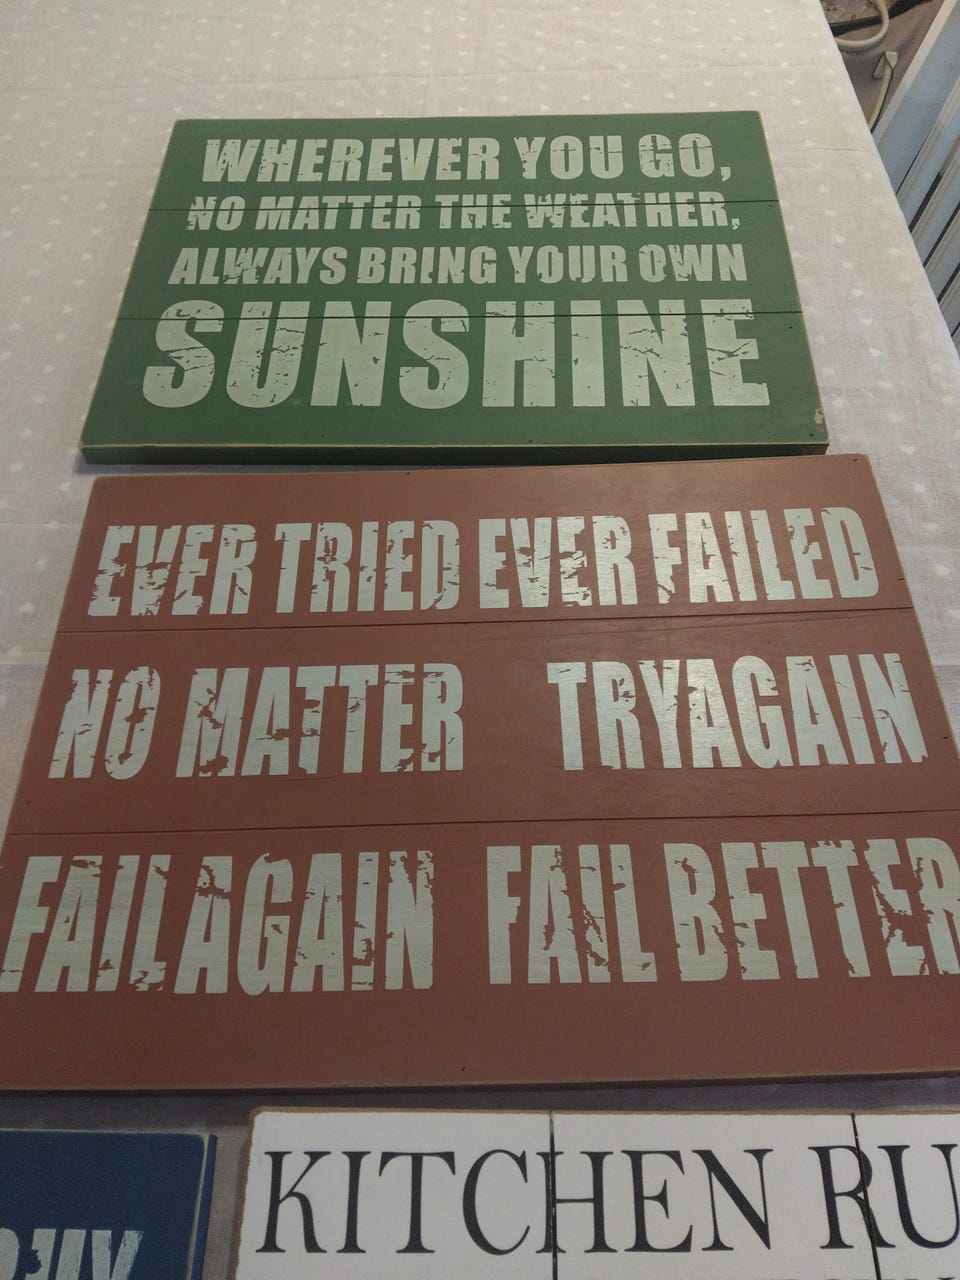 WHEREVER YOU GO,
NO MATTER THE WEATHER,
ALWAYS BRING YOUR OWN
SUNSHINE
EVER TRIED EVER FAILED
NO MATTER TRYAGAIN
FAILAGAIN FAIL BETTER
KITCHEN RU